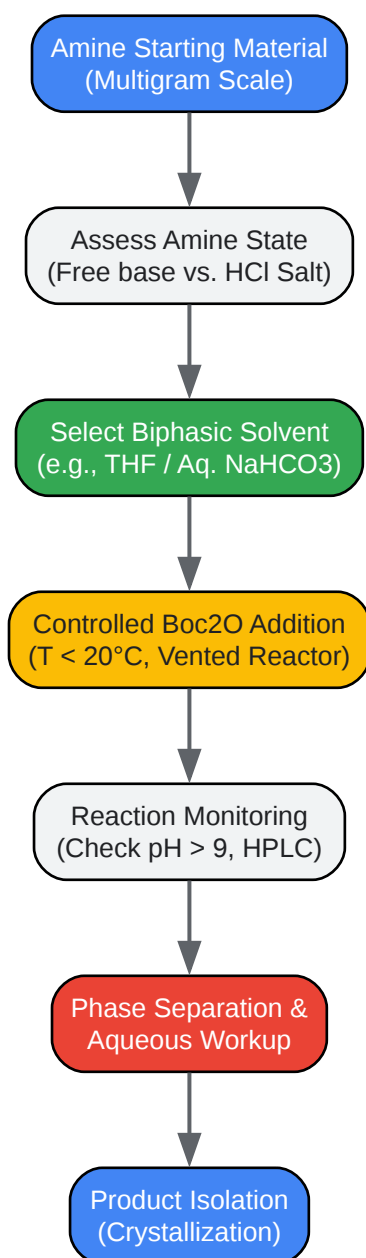 Amine Starting Material
(Multigram Scale)
Assess Amine State
(Free base vs. HCl Salt)
Select Biphasic Solvent
(e.g., THF / Aq. NaHCO3)
Controlled Boc2O Addition
(T < 20°C, Vented Reactor)
Reaction Monitoring
(Check pH > 9, HPLC)
Phase Separation &
Aqueous Workup
Product Isolation
(Crystallization)